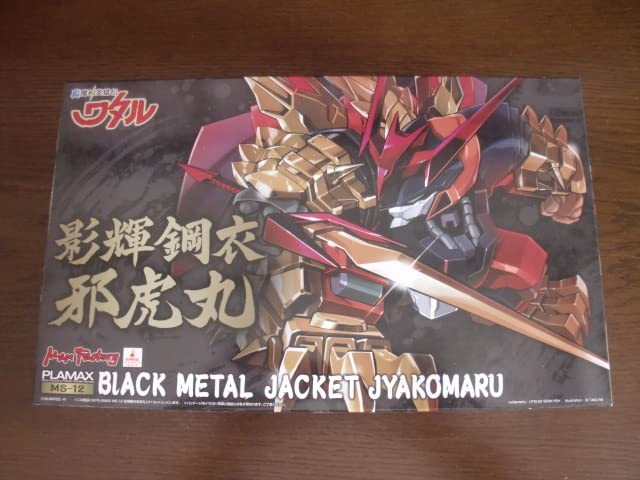 ワタル
影輝鋼衣
邪虎丸
Max Factory
PLAMAX
MS-12
BLACK METAL JACKET JYAKOMARU